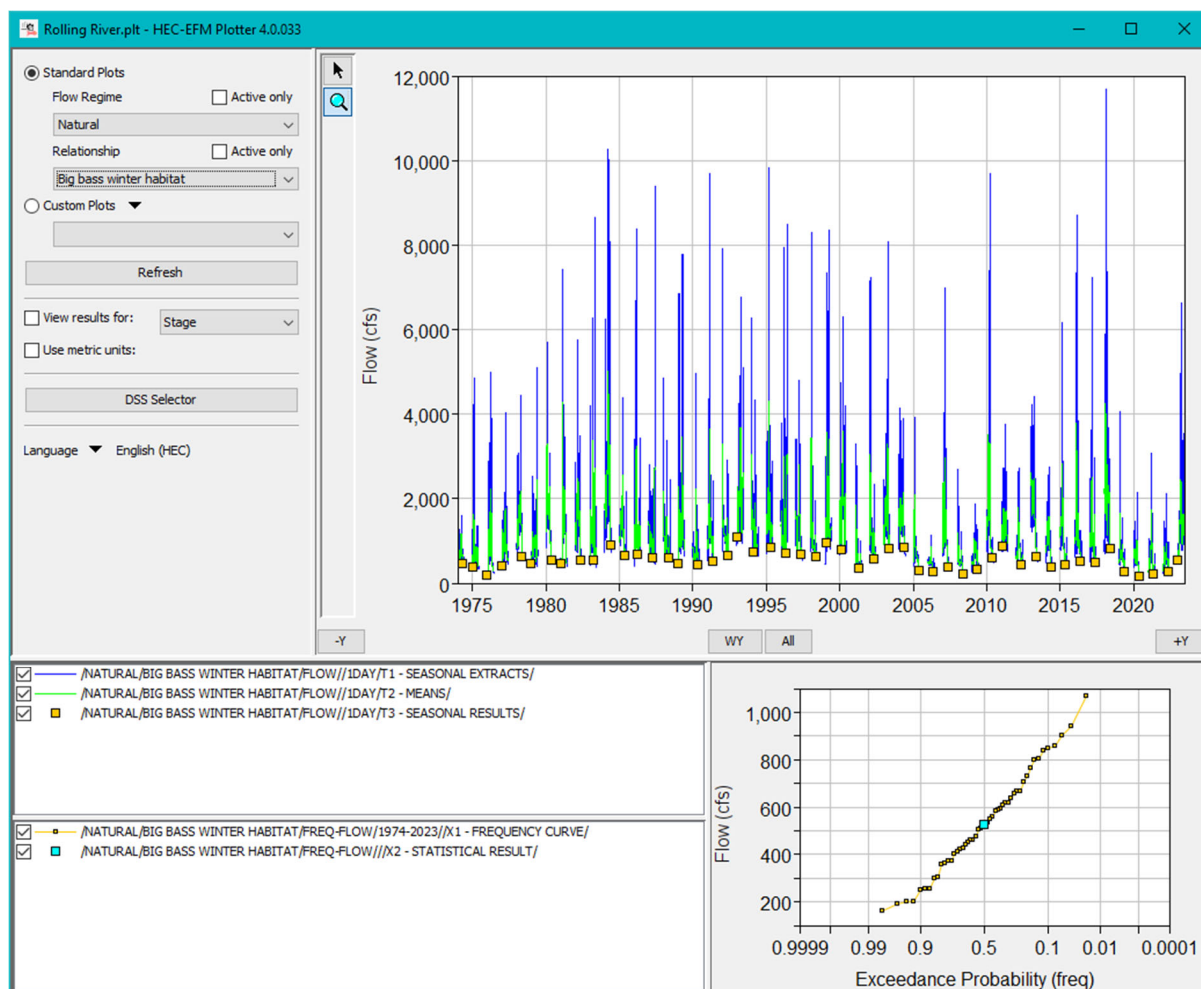 Rolling River.plt - HEC-EFM Plotter 4.0.033
Standard Plots
Flow Regime Active only
Natural
Relationship Active only
Big bass winter habitat
Custom Plots
Refresh
View results for: Stage
Use metric units:
DSS Selector
Language English (HEC)
Flow (cfs)
12,000
10,000
8,000
6,000
4,000
2,000
0
1975 1980 1985 1990 1995 2000 2005 2010 2015 2020
-Y WY All +Y
/NATURAL/BIG BASS WINTER HABITAT/FLOW//1DAY/T1 - SEASONAL EXTRACTS/
/NATURAL/BIG BASS WINTER HABITAT/FLOW//1DAY/T2 - MEANS/
/NATURAL/BIG BASS WINTER HABITAT/FLOW//1DAY/T3 - SEASONAL RESULTS/
/NATURAL/BIG BASS WINTER HABITAT/FREQ-FLOW/1974-2023//X1 - FREQUENCY CURVE/
/NATURAL/BIG BASS WINTER HABITAT/FREQ-FLOW///X2 - STATISTICAL RESULT/
Flow (cfs)
1,000
800
600
400
200
0.9999 0.99 0.9 0.5 0.1 0.01 0.0001
Exceedance Probability (freq)